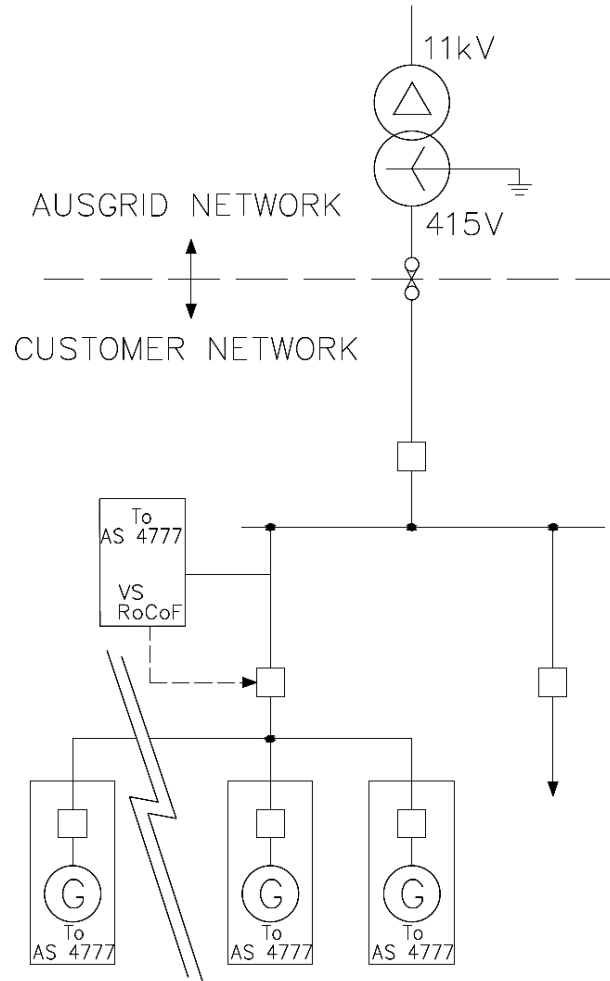 11kV
AUSGRID NETWORK
415V
CUSTOMER NETWORK
To
AS 4777
VS
RoCoF
G
To
AS 4777
G
To
AS 4777
G
To
AS 4777